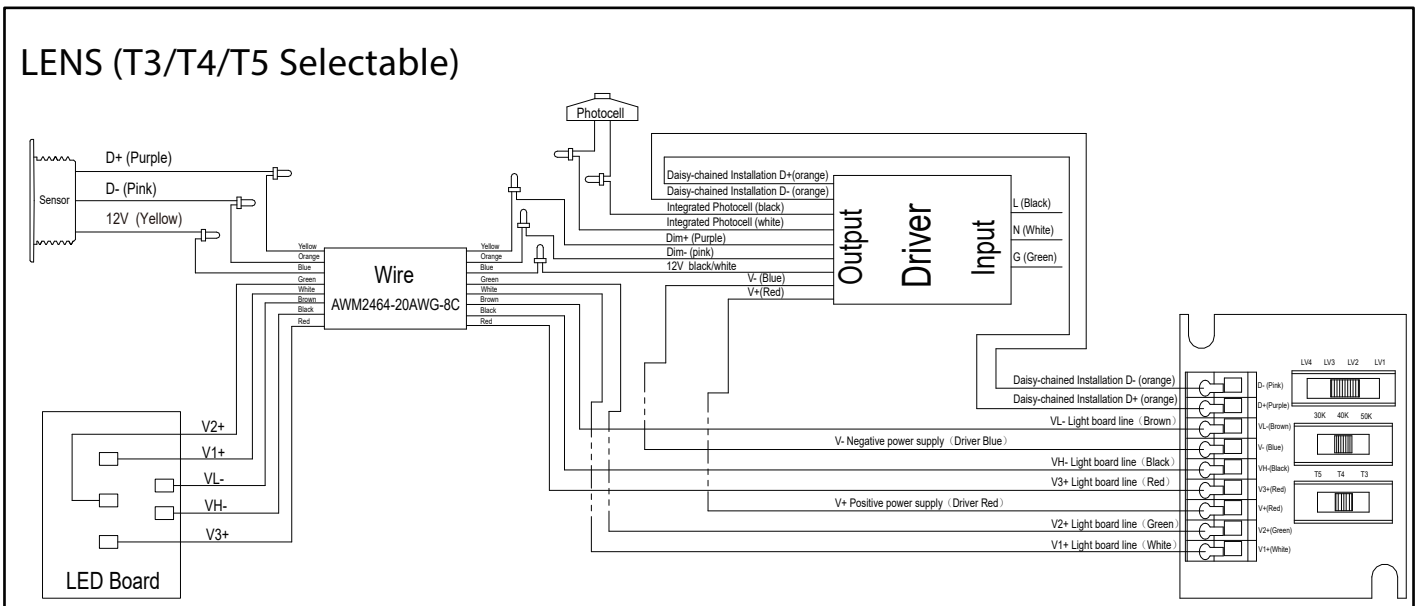 LENS (T3/T4/T5 Selectable)
Photocell
Sensor
D+ (Purple)
D- (Pink)
12V (Yellow)
Yellow
Orange
Blue
Green
White
Brown
Black
Red
Wire
AWM2464-20AWG-8C
Yellow
Orange
Blue
Green
White
Brown
Black
Red
Daisy-chained Installation D+(orange)
Daisy-chained Installation D- (orange)
Integrated Photocell (black)
Integrated Photocell (white)
Dim+ (Purple)
Dim- (pink)
12V black/white
V- (Blue)
V+(Red)
Output
Driver
Input
L (Black)
N (White)
G (Green)
V2+
V1+
VL-
VH-
V3+
LED Board
Daisy-chained Installation D- (orange)
Daisy-chained Installation D+ (orange)
VL- Light board line（Brown）
V- Negative power supply（Driver Blue）
VH- Light board line（Black）
V3+ Light board line（Red）
V+ Positive power supply（Driver Red）
V2+ Light board line（Green）
V1+ Light board line（White）
D- (Pink)
D+(Purple)
VL-(Brown)
V- (Blue)
VH-(Black)
V3+(Red)
V+(Red)
V2+(Green)
V1+(White)
LV4 LV3 LV2 LV1
30K 40K 50K
T5 T4 T3